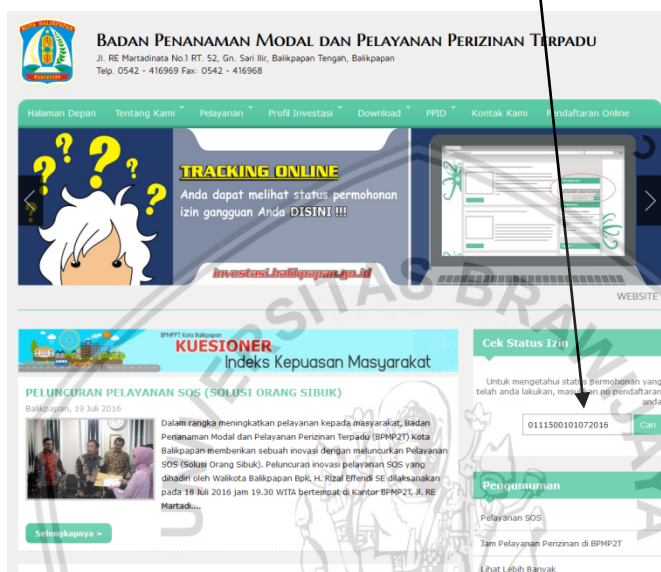 BADAN PENANAMAN MODAL DAN PELAYANAN PERIZINAN TERPADU
Jl. RE Martadinata No.1 RT. 52, Gn. Sari Ilir, Balikpapan Tengah, Balikpapan
Telp. 0542 - 416969 Fax: 0542 - 416968
Halaman Depan Tentang Kami Pelayanan Profil Investasi Download PPID Kontak Kami Pendaftaran Online
TRACKING ONLINE
Anda dapat melihat status permohonan
izin gangguan Anda DISINI !!!
investasi.balikpapan.go.id
WEBSITE
BPMPPT Kota Balikpapan
KUESIONER
Indeks Kepuasan Masyarakat
PELUNCURAN PELAYANAN SOS (SOLUSI ORANG SIBUK)
Balikpapan, 19 Juli 2016
Dalam rangka meningkatkan pelayanan kepada masyarakat, Badan
Penanaman Modal dan Pelayanan Perizinan Terpadu (BPMP2T) Kota
Balikpapan memberikan sebuah inovasi dengan meluncurkan Pelayanan
SOS (Solusi Orang Sibuk). Peluncuran inovasi pelayanan SOS yang
dihadiri oleh Walikota Balikpapan Bpk. H. Rizal Effendi SE dilaksanakan
pada 18 Juli 2016 jam 19.30 WITA bertempat di Kantor BPMP2T, Jl. RE
Martadi....
Selengkapnya »
Cek Status Izin
Untuk mengetahui status permohonan yang
telah anda lakukan, masukkan no pendaftaran
anda
0111500101072016 Cari
Pengumuman
Pelayanan SOS
Jam Pelayanan Perizinan di BPMP2T
Lihat Lebih Banyak
UNIVERSITAS BRAWIJAYA